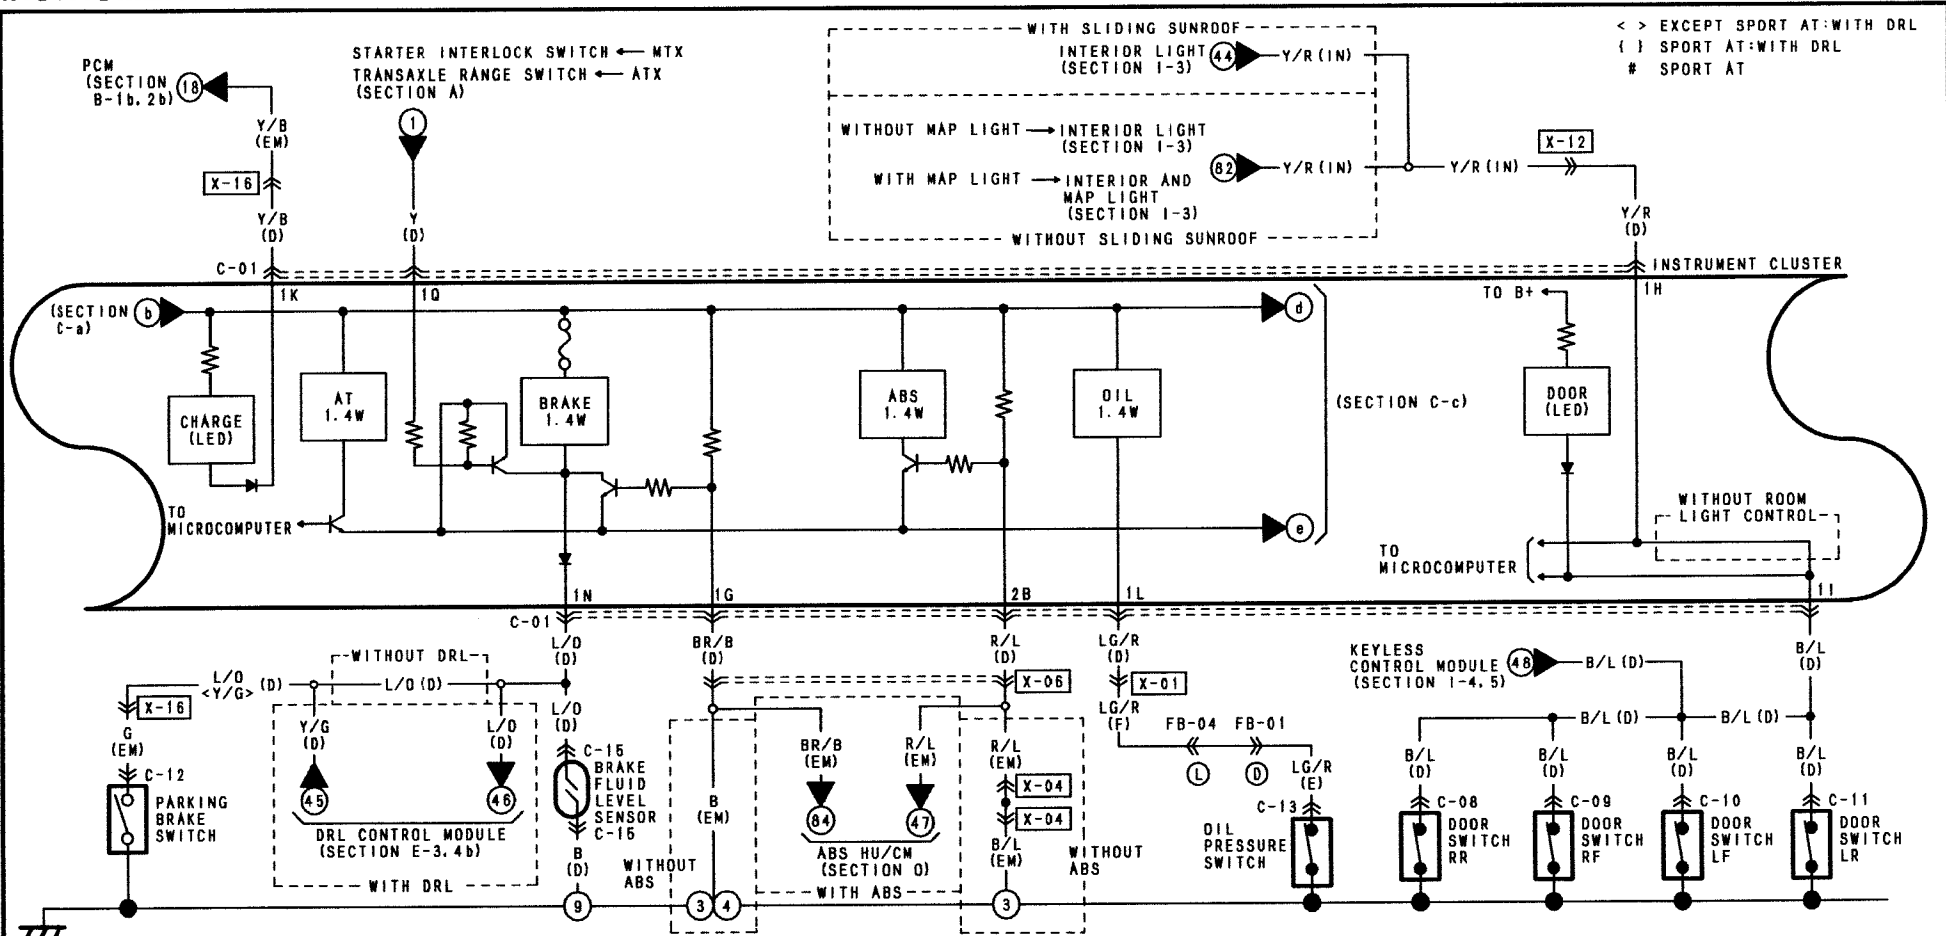 < > EXCEPT SPORT AT:WITH DRL
{ } SPORT AT:WITH DRL
# SPORT AT
PCM
(SECTION
B-1b.2b)
18
STARTER INTERLOCK SWITCH ← MTX
TRANSAXLE RANGE SWITCH ← ATX
(SECTION A)
1
WITH SLIDING SUNROOF
INTERIOR LIGHT
(SECTION I-3)
44
Y/R(IN)
WITHOUT MAP LIGHT → INTERIOR LIGHT
(SECTION I-3)
82
Y/R(IN)
WITH MAP LIGHT → INTERIOR AND
MAP LIGHT
(SECTION I-3)
WITHOUT SLIDING SUNROOF
Y/R(IN)
X-12
Y/R
(D)
Y/B
(EM)
X-16
Y/B
(D)
Y
(D)
C-01
INSTRUMENT CLUSTER
1K
1Q
1H
(SECTION
C-a)
b
d
TO B+
CHARGE
(LED)
AT
1.4W
BRAKE
1.4W
ABS
1.4W
OIL
1.4W
(SECTION C-c)
DOOR
(LED)
TO
MICROCOMPUTER
e
WITHOUT ROOM
LIGHT CONTROL
TO
MICROCOMPUTER
1N
1G
2B
1L
1I
C-01
L/O
(D)
BR/B
(D)
R/L
(D)
LG/R
(D)
B/L
(D)
WITHOUT DRL
L/O
<Y/G> (D)
L/O(D)
X-16
G
(EM)
Y/G
(D)
L/O
(D)
L/O
(D)
X-06
X-01
LG/R
(F)
KEYLESS
CONTROL MODULE
(SECTION I-4.5)
48
B/L(D)
B/L(D)
B/L(D)
C-12
PARKING
BRAKE
SWITCH
45
46
DRL CONTROL MODULE
(SECTION E-3.4b)
WITH DRL
C-15
BRAKE
FLUID
LEVEL
SENSOR
C-15
B
(D)
B
(EM)
WITHOUT
ABS
BR/B
(EM)
R/L
(EM)
84
47
ABS HU/CM
(SECTION O)
WITH ABS
R/L
(EM)
X-04
X-04
B/L
(EM)
WITHOUT
ABS
FB-04
FB-01
L
D
LG/R
(E)
C-13
OIL
PRESSURE
SWITCH
B/L
(D)
C-08
DOOR
SWITCH
RR
B/L
(D)
C-09
DOOR
SWITCH
RF
B/L
(D)
C-10
DOOR
SWITCH
LF
B/L
(D)
C-11
DOOR
SWITCH
LR
9
3
4
3